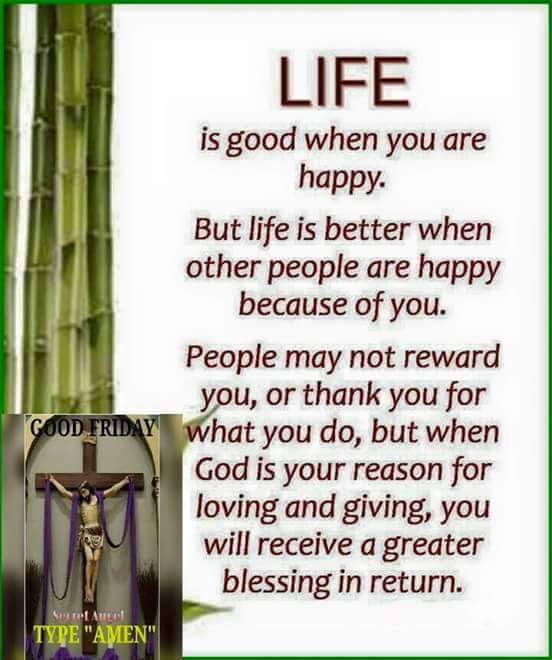 LIFE
is good when you are
happy.
But life is better when
other people are happy
because of you.
People may not reward
you, or thank you for
what you do, but when
God is your reason for
loving and giving, you
will receive a greater
blessing in return.
GOOD FRIDAY
Secret Angel
TYPE "AMEN"